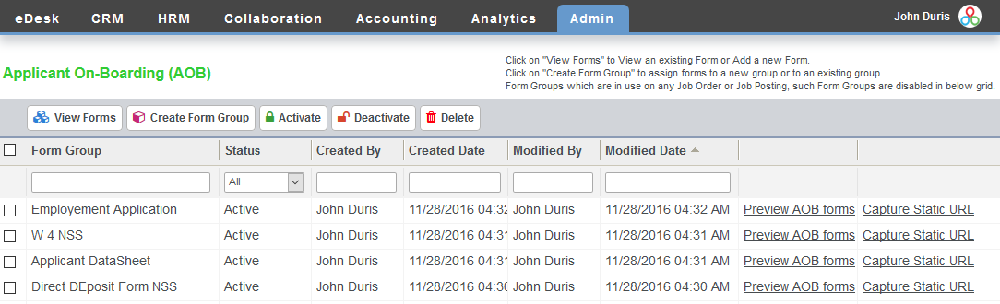 eDesk CRM HRM Collaboration Accounting Analytics Admin John Duris
Click on "View Forms" to View an existing Form or Add a new Form.
Applicant On-Boarding (AOB)
Click on "Create Form Group" to assign forms to a new group or to an existing group.
Form Groups which are in use on any Job Order or Job Posting, such Form Groups are disabled in below grid.
View Forms Create Form Group Activate Deactivate Delete
Form Group Status Created By Created Date Modified By Modified Date
All
Employement Application Active John Duris 11/28/2016 04:32 John Duris 11/28/2016 04:32 AM Preview AOB forms Capture Static URL
W 4 NSS Active John Duris 11/28/2016 04:31 John Duris 11/28/2016 04:31 AM Preview AOB forms Capture Static URL
Applicant DataSheet Active John Duris 11/28/2016 04:31 John Duris 11/28/2016 04:31 AM Preview AOB forms Capture Static URL
Direct DEposit Form NSS Active John Duris 11/28/2016 04:30 John Duris 11/28/2016 04:30 AM Preview AOB forms Capture Static URL